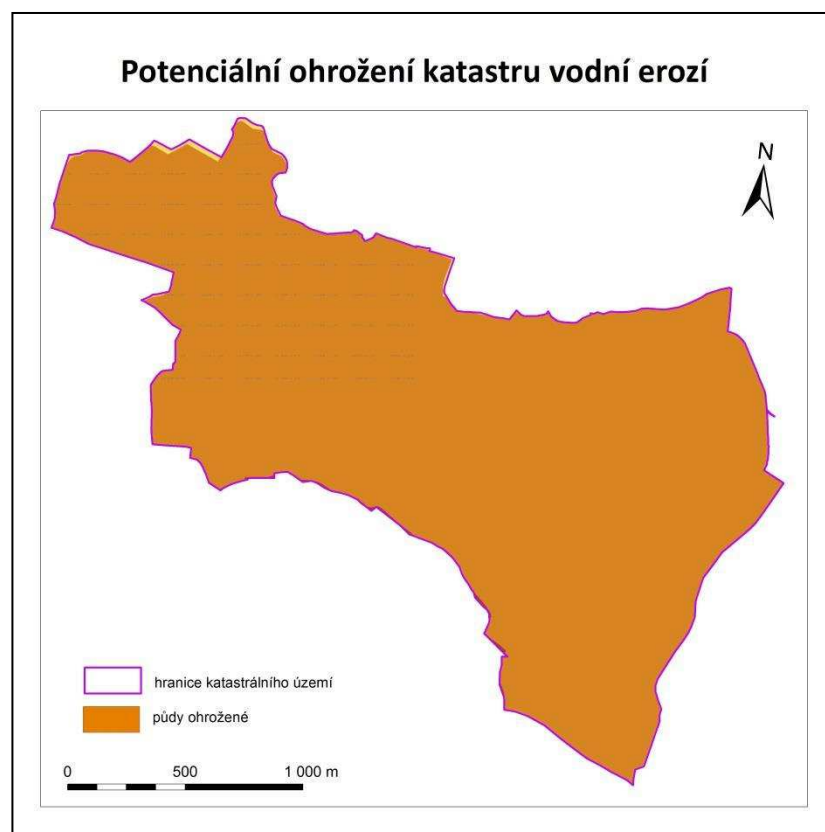 Potenciální ohrožení katastru vodní erozí
N
hranice katastrálního území
půdy ohrožené
0 500 1 000 m